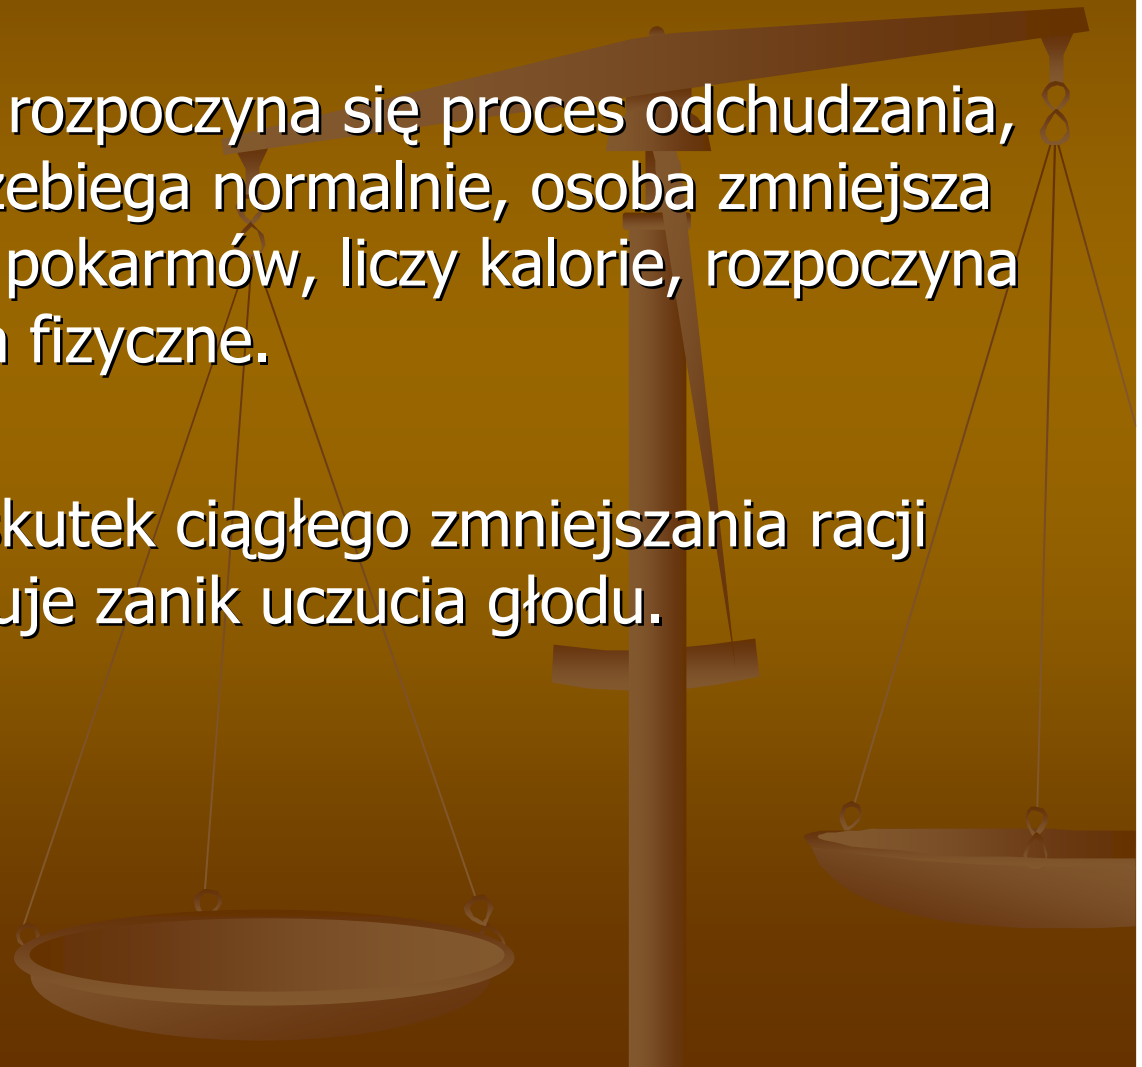 rozpoczyna się proces odchudzania,
zebiega normalnie, osoba zmniejsza
pokarmów, liczy kalorie, rozpoczyna
fizyczne.
skutek ciągłego zmniejszania racji
uje zanik uczucia głodu.